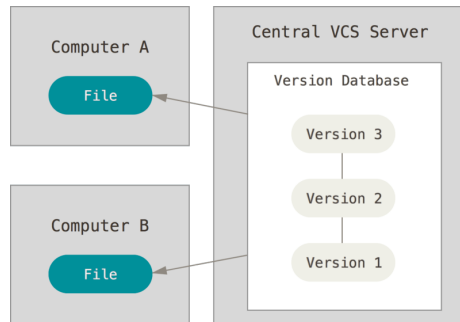 Computer A
File
Computer B
File
Central VCS Server
Version Database
Version 3
Version 2
Version 1